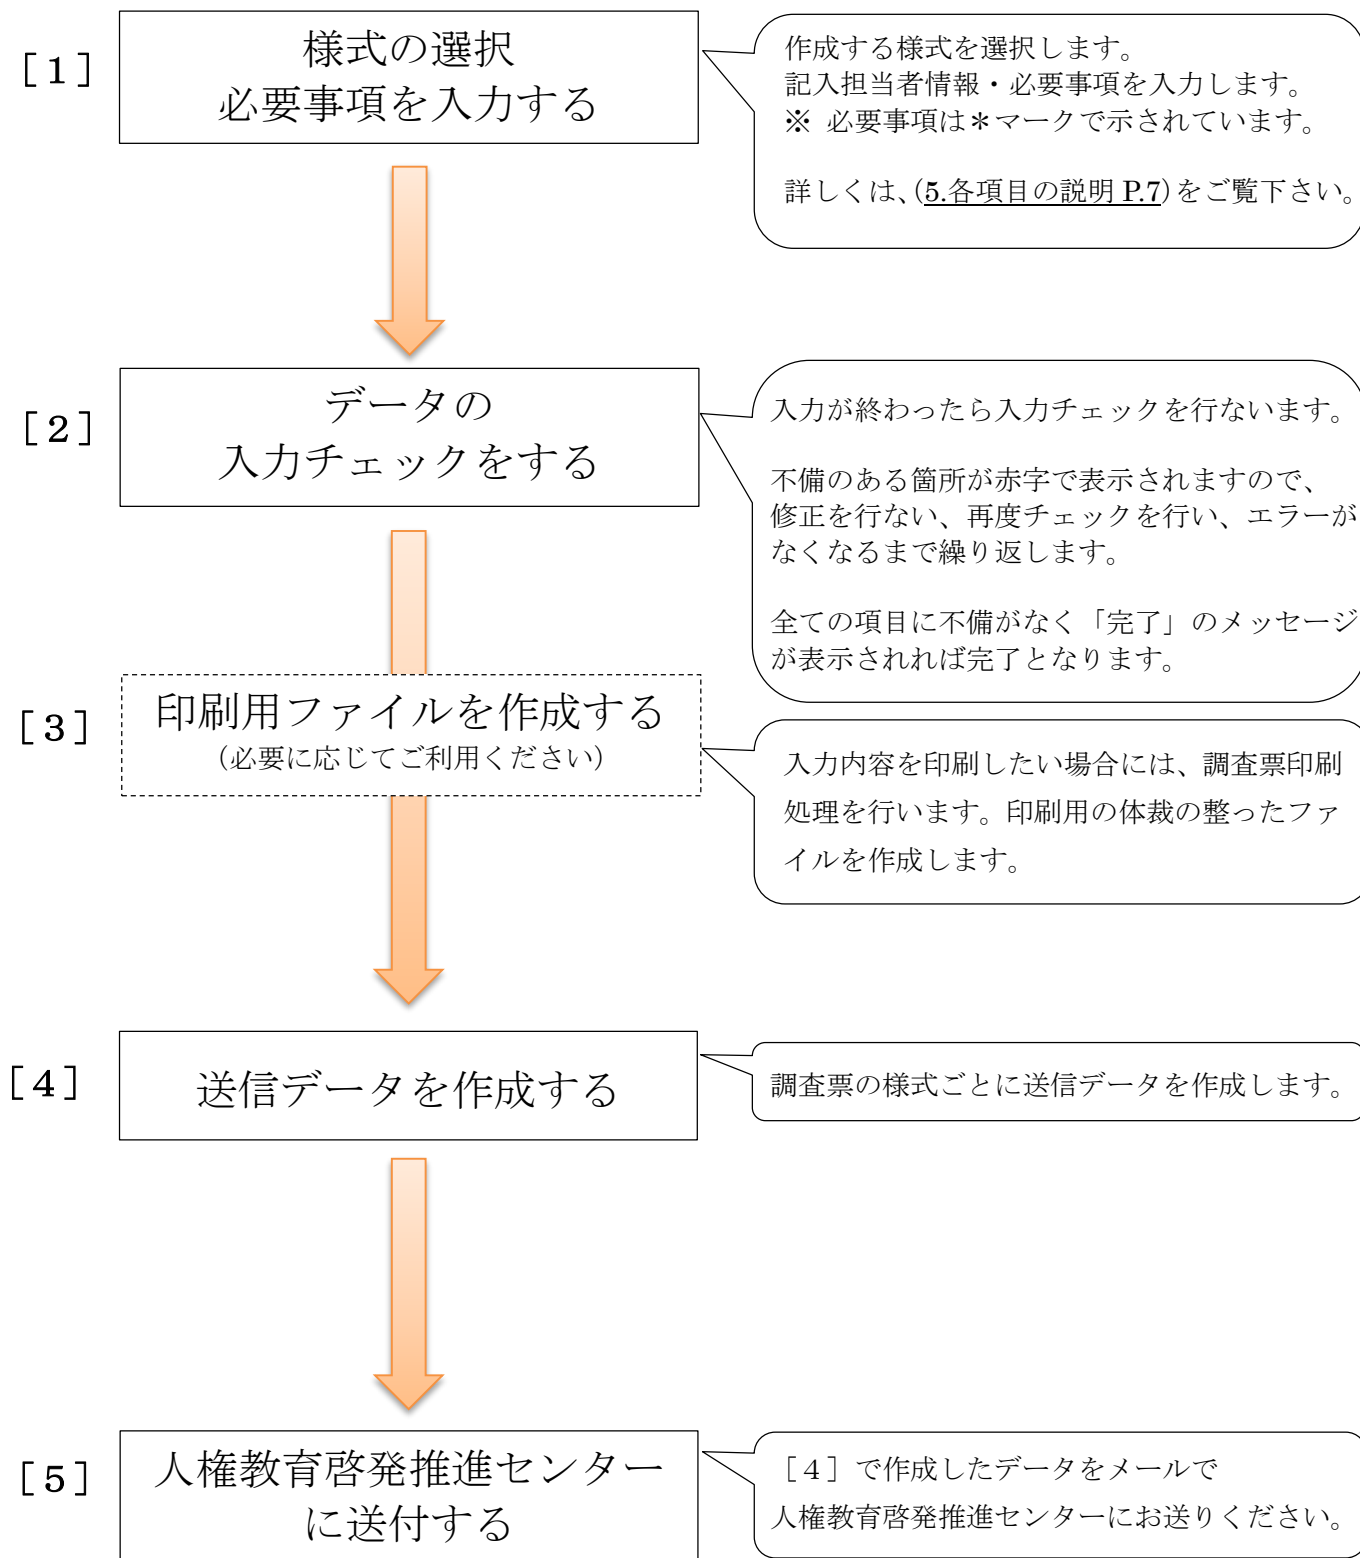 ［１］
様式の選択
必要事項を入力する
作成する様式を選択します。
記入担当者情報・必要事項を入力します。
※ 必要事項は＊マークで示されています。
詳しくは、（5.各項目の説明 P.7）をご覧下さい。
［２］
データの
入力チェックをする
入力が終わったら入力チェックを行ないます。
不備のある箇所が赤字で表示されますので、
修正を行ない、再度チェックを行い、エラーが
なくなるまで繰り返します。
全ての項目に不備がなく「完了」のメッセージ
が表示されれば完了となります。
［３］
印刷用ファイルを作成する
（必要に応じてご利用ください）
入力内容を印刷したい場合には、調査票印刷
処理を行います。印刷用の体裁の整ったファ
イルを作成します。
［４］
送信データを作成する
調査票の様式ごとに送信データを作成します。
［５］
人権教育啓発推進センター
に送付する
［４］で作成したデータをメールで
人権教育啓発推進センターにお送りください。